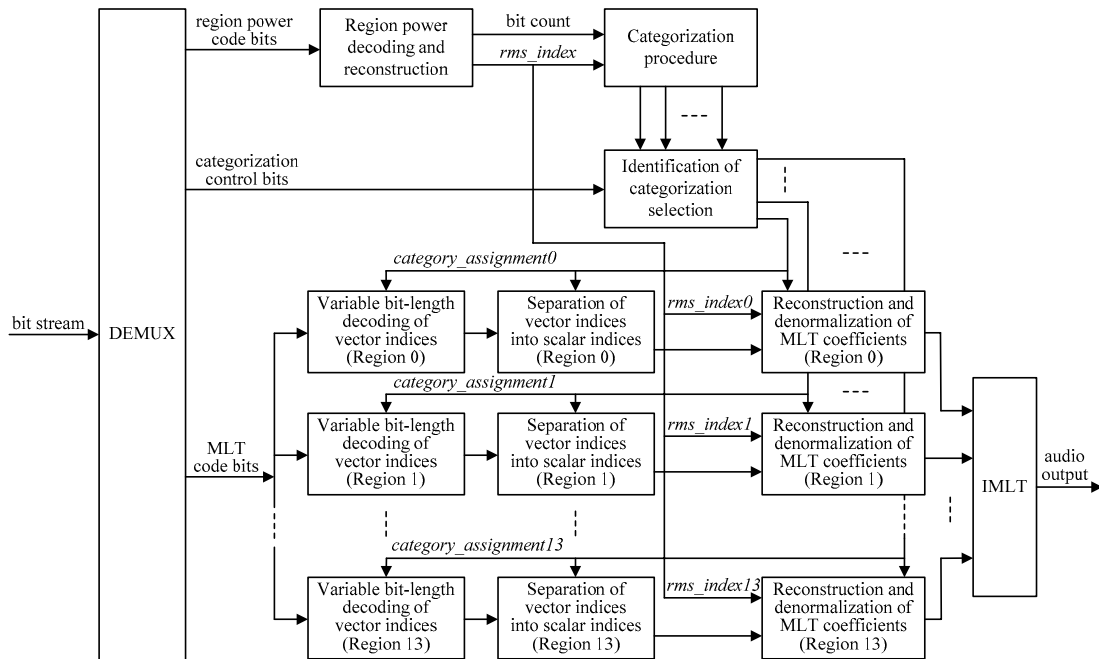 region power
code bits
Region power
decoding and
reconstruction
bit count
rms_index
Categorization
procedure
categorization
control bits
Identification of
categorization
selection
category_assignment0
bit stream
DEMUX
Variable bit-length
decoding of
vector indices
(Region 0)
Separation of
vector indices
into scalar indices
(Region 0)
rms_index0
Reconstruction and
denormalization of
MLT coefficients
(Region 0)
category_assignment1
MLT
code bits
Variable bit-length
decoding of
vector indices
(Region 1)
Separation of
vector indices
into scalar indices
(Region 1)
rms_index1
Reconstruction and
denormalization of
MLT coefficients
(Region 1)
IMLT
audio
output
category_assignment13
Variable bit-length
decoding of
vector indices
(Region 13)
Separation of
vector indices
into scalar indices
(Region 13)
rms_index13
Reconstruction and
denormalization of
MLT coefficients
(Region 13)